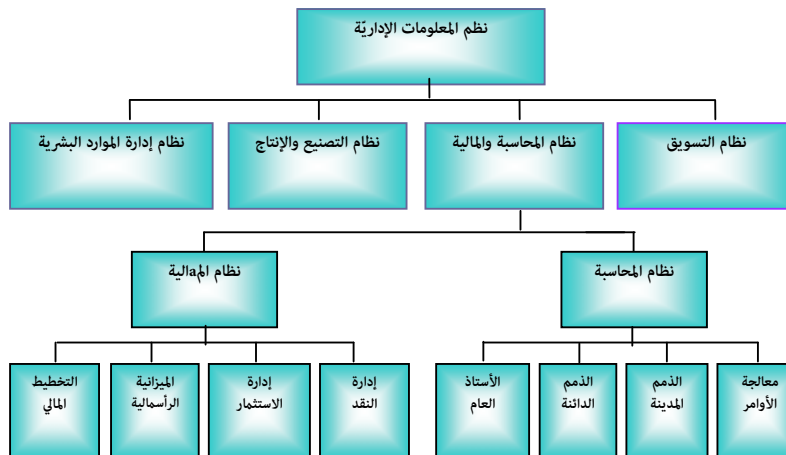 نظم المعلومات الإداريّة
نظام التسويق
نظام المحاسبة والمالية
نظام التصنيع والإنتاج
نظام إدارة الموارد البشرية
نظام المحاسبة
نظام المaالية
معالجة
الأوامر
الذمم
المدينة
الذمم
الدائنة
الأستاذ
العام
إدارة
النقد
إدارة
الاستثمار
الميزانية
الرأسمالية
التخطيط
المالي